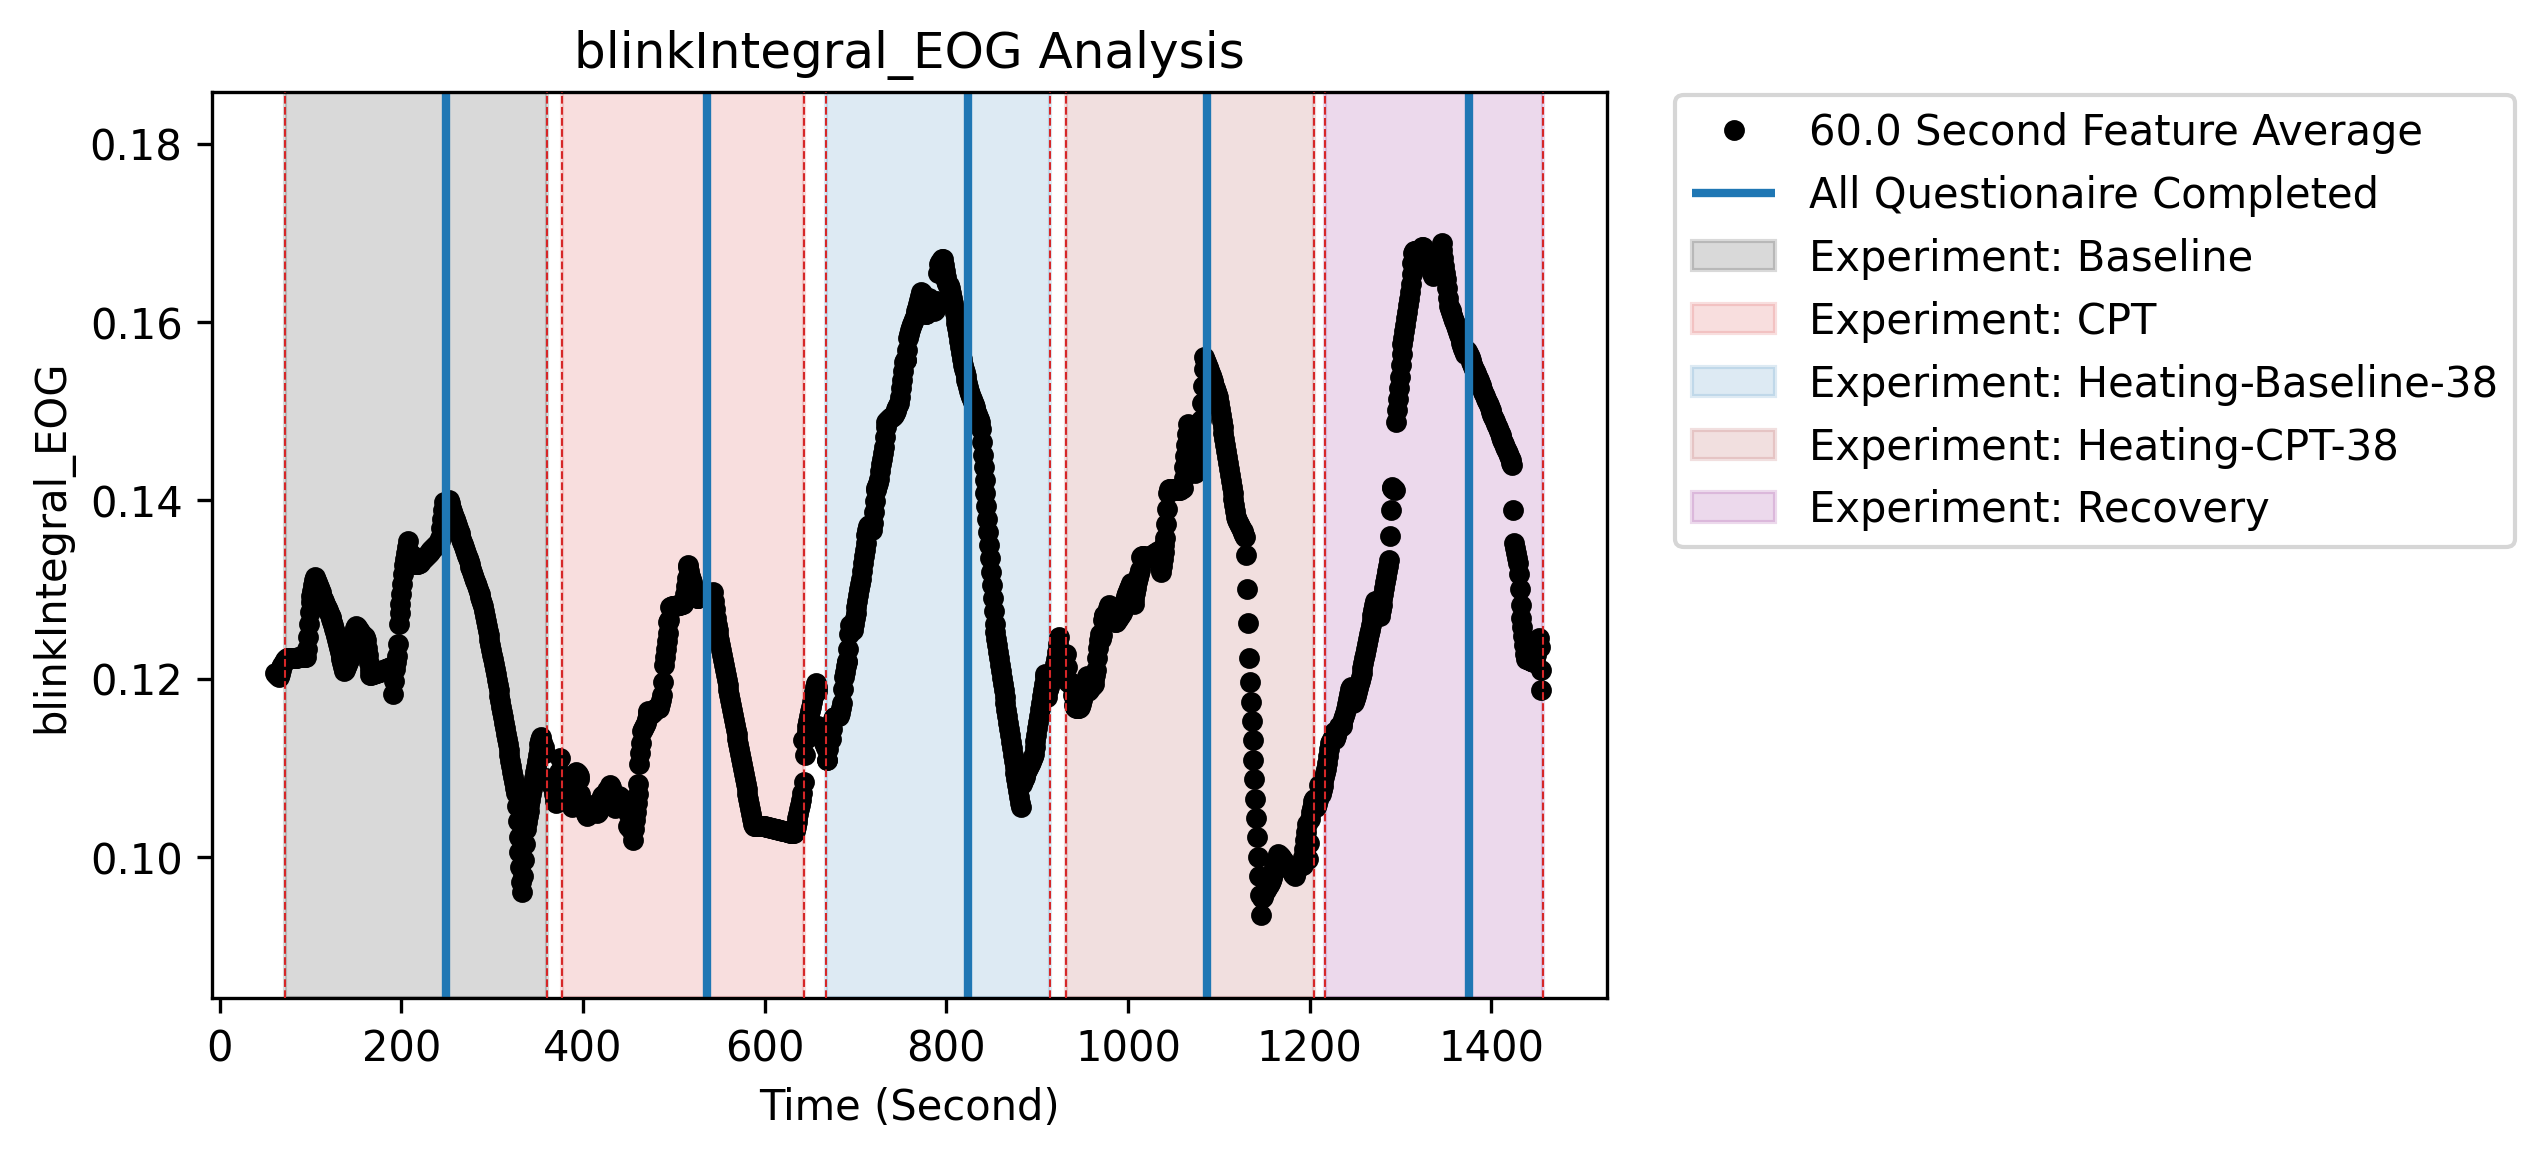 blinkIntegral_EOG Analysis
blinkIntegral_EOG
0.18
0.16
0.14
0.12
0.10
0
200
400
600
800
1000
1200
1400
Time (Second)
60.0 Second Feature Average
All Questionaire Completed
Experiment: Baseline
Experiment: CPT
Experiment: Heating-Baseline-38
Experiment: Heating-CPT-38
Experiment: Recovery